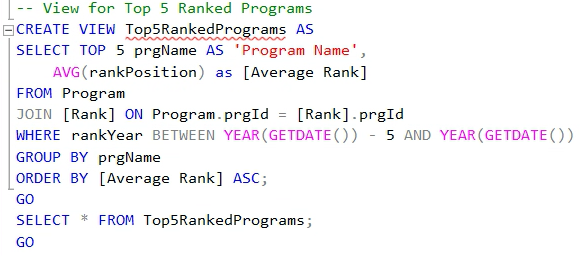 -- View for Top 5 Ranked Programs
CREATE VIEW Top5RankedPrograms AS
SELECT TOP 5 prgName AS 'Program Name',
    AVG(rankPosition) as [Average Rank]
FROM Program
JOIN [Rank] ON Program.prgId = [Rank].prgId
WHERE rankYear BETWEEN YEAR(GETDATE()) - 5 AND YEAR(GETDATE())
GROUP BY prgName
ORDER BY [Average Rank] ASC;
GO
SELECT * FROM Top5RankedPrograms;
GO